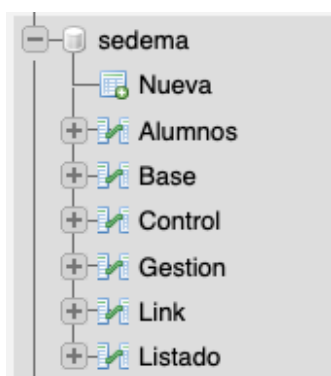 sedema
Nueva
Alumnos
Base
Control
Gestion
Link
Listado